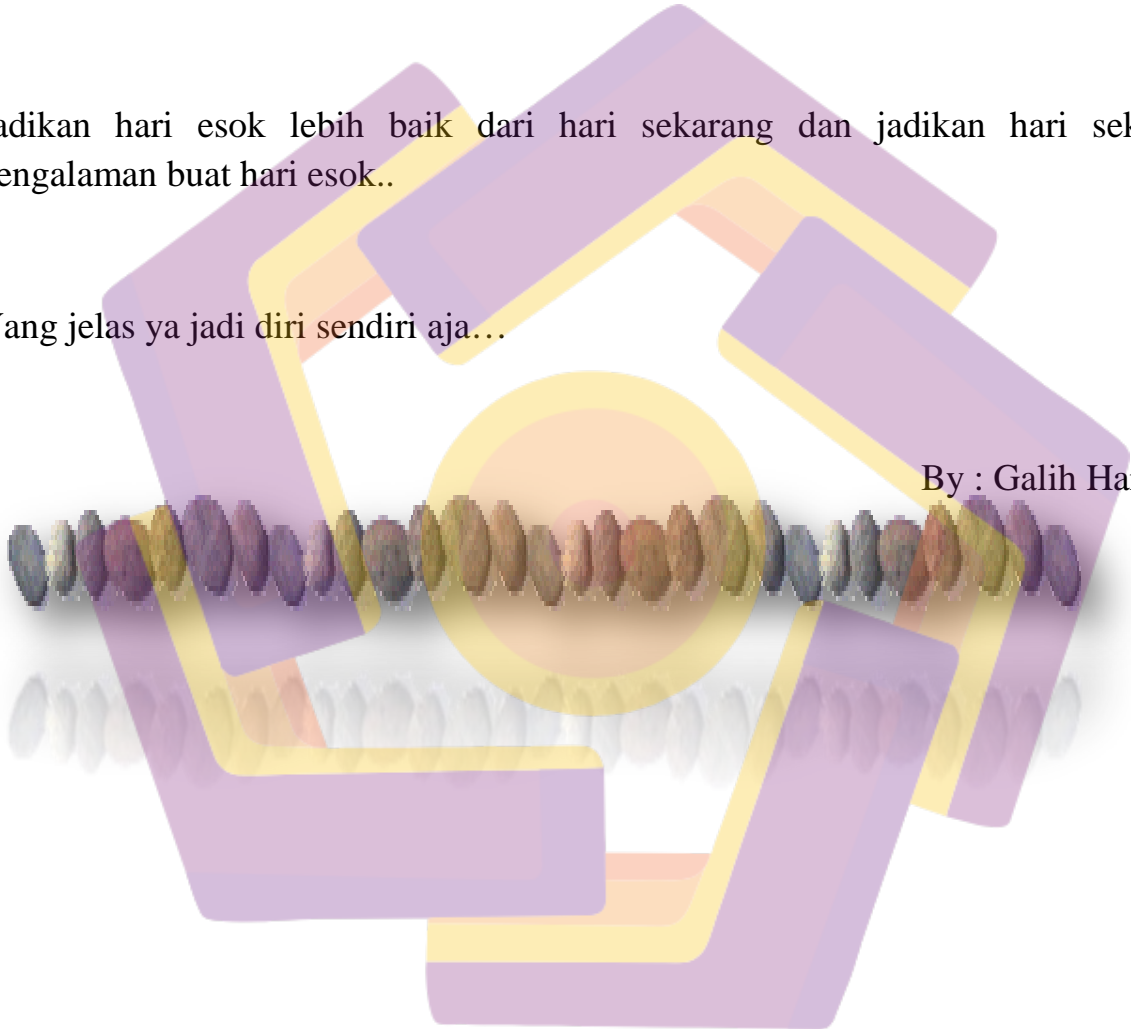 adikan hari esok lebih baik dari hari sekarang dan jadikan hari sek
engalaman buat hari esok..
Yang jelas ya jadi diri sendiri aja…
By : Galih Ha